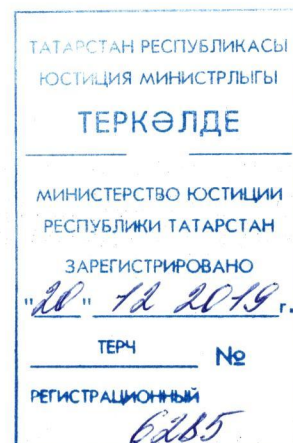 ТАТАРСТАН РЕСПУБЛИКАСЫ
ЮСТИЦИЯ МИНИСТРЛЫГЫ
ТЕРКӘЛДЕ
МИНИСТЕРСТВО ЮСТИЦИИ
РЕСПУБЛИКИ ТАТАРСТАН
ЗАРЕГИСТРИРОВАНО
"20" 12 2019 г.
ТЕРЧ №
РЕГИСТРАЦИОННЫЙ
6285